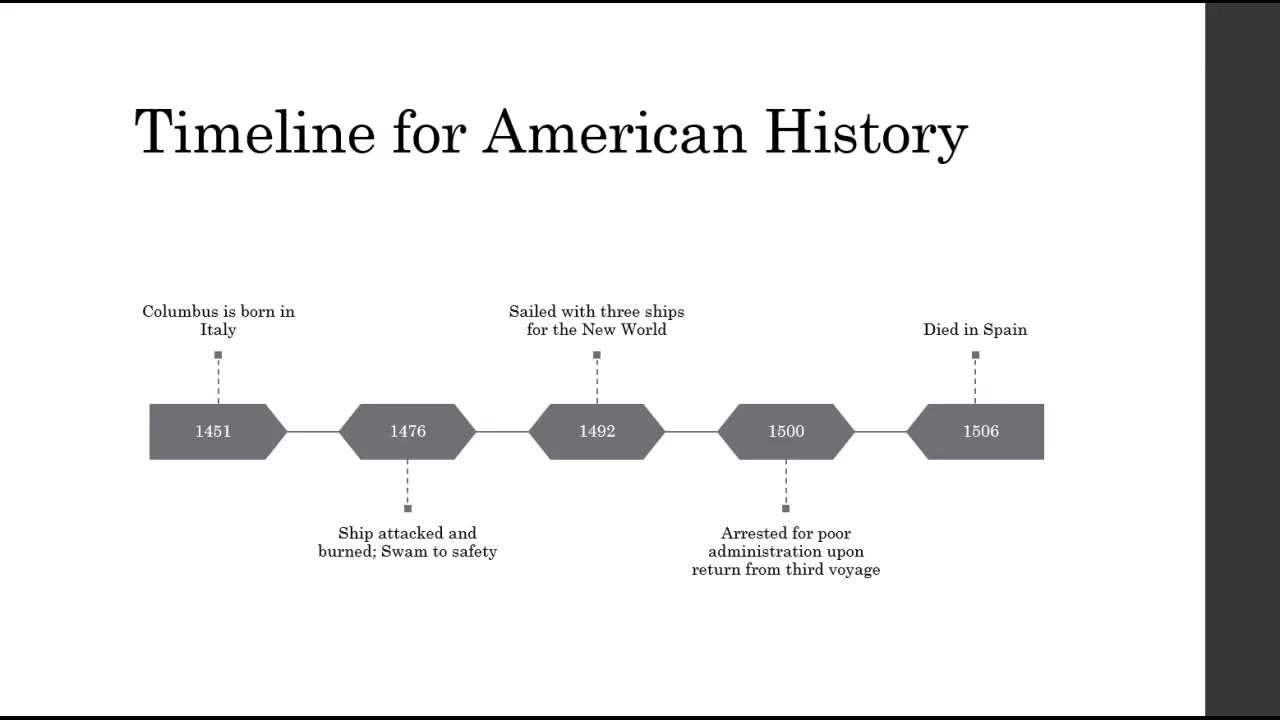 Timeline for American History
Columbus is born in
Italy
Sailed with three ships
for the New World
Died in Spain
1451
1476
1492
1500
1506
Ship attacked and
burned; Swam to safety
Arrested for poor
administration upon
return from third voyage